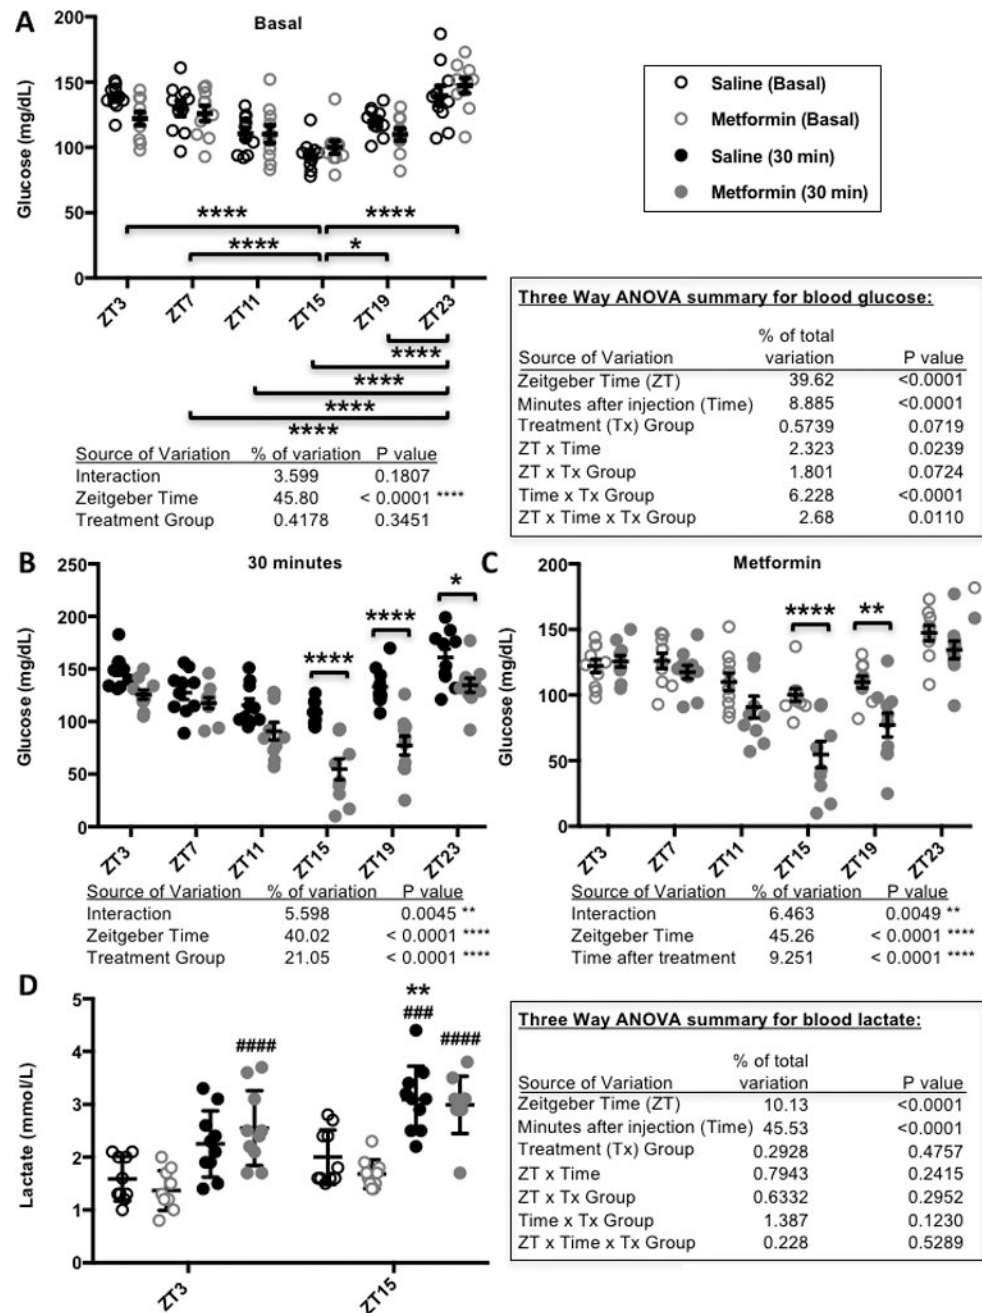 A
Basal
200
150
100
50
0
Glucose (mg/dL)
****
****
****
*
ZT3
ZT7
ZT11
ZT15
ZT19
ZT23
****
****
****
****
Saline (Basal)
Metformin (Basal)
Saline (30 min)
Metformin (30 min)
Source of Variation % of variation P value
Interaction 3.599 0.1807
Zeitgeber Time 45.80 < 0.0001 ****
Treatment Group 0.4178 0.3451
Three Way ANOVA summary for blood glucose:
% of total
Source of Variation variation P value
Zeitgeber Time (ZT) 39.62 <0.0001
Minutes after injection (Time) 8.885 <0.0001
Treatment (Tx) Group 0.5739 0.0719
ZT x Time 2.323 0.0239
ZT x Tx Group 1.801 0.0724
Time x Tx Group 6.228 <0.0001
ZT x Time x Tx Group 2.68 0.0110
B
30 minutes
250
200
150
100
50
0
Glucose (mg/dL)
****
****
*
ZT3
ZT7
ZT11
ZT15
ZT19
ZT23
Source of Variation % of variation P value
Interaction 5.598 0.0045 **
Zeitgeber Time 40.02 < 0.0001 ****
Treatment Group 21.05 < 0.0001 ****
C
Metformin
200
150
100
50
0
Glucose (mg/dL)
****
**
ZT3
ZT7
ZT11
ZT15
ZT19
ZT23
Source of Variation % of variation P value
Interaction 6.463 0.0049 **
Zeitgeber Time 45.26 < 0.0001 ****
Time after treatment 9.251 < 0.0001 ****
D
5
4
3
2
1
0
Lactate (mmol/L)
####
**
###
####
ZT3
ZT15
Three Way ANOVA summary for blood lactate:
% of total
Source of Variation variation P value
Zeitgeber Time (ZT) 10.13 <0.0001
Minutes after injection (Time) 45.53 <0.0001
Treatment (Tx) Group 0.2928 0.4757
ZT x Time 0.7943 0.2415
ZT x Tx Group 0.6332 0.2952
Time x Tx Group 1.387 0.1230
ZT x Time x Tx Group 0.228 0.5289